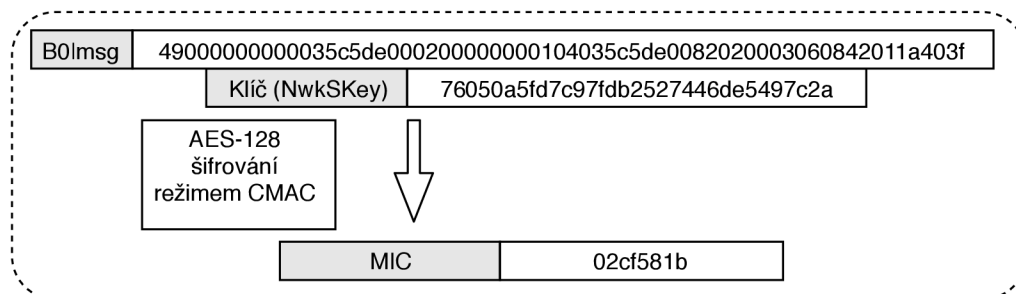 B0|msg 49000000000035c5de0002000000000104035c5de0082020003060842011a403f
Klíč (NwkSKey) 76050a5fd7c97fdb2527446de5497c2a
AES-128
šifrování
režimem CMAC
MIC 02cf581b